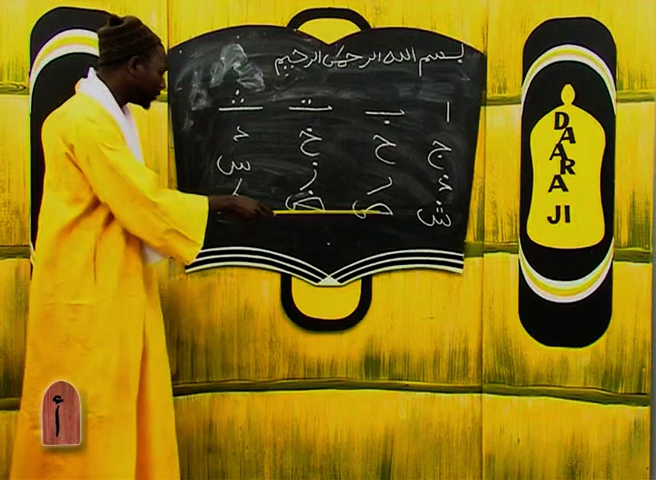 بسم الله الرحمن الرحيم
ا ب ت ث
ج ح خ د
ذ ر ز س
ش ص ض
DAARA
JI
أ